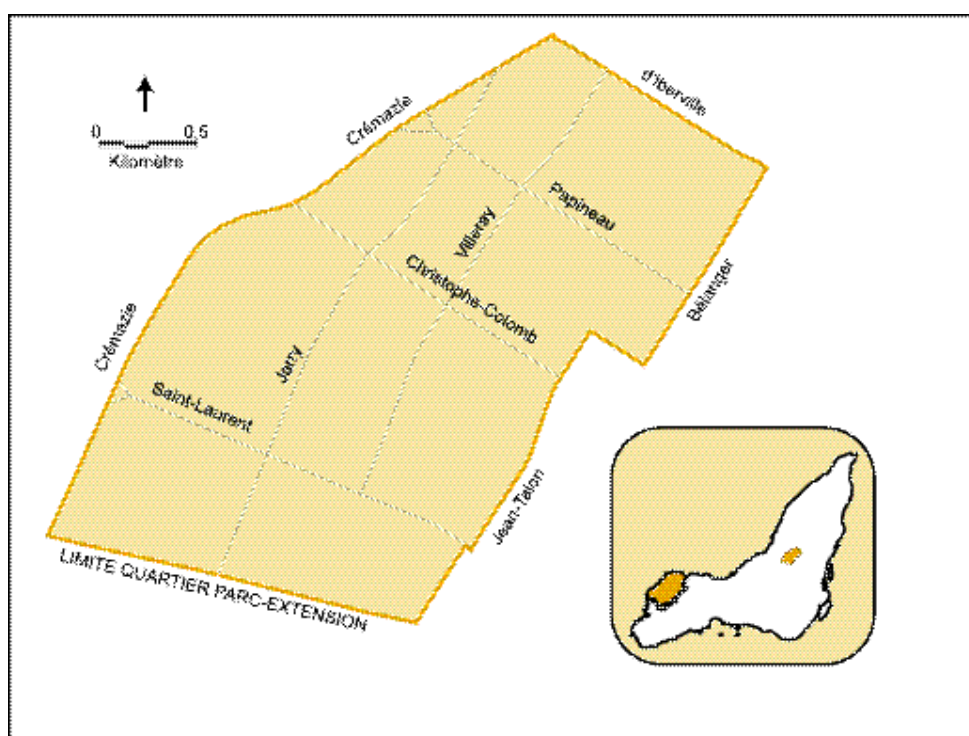 d'Iberville
Crémazie
0 0,5
Kilomètre
Papineau
Villeray
Christophe-Colomb
Bélanger
Crémazie
Jarry
Saint-Laurent
Jean-Talon
LIMITE QUARTIER PARC-EXTENSION